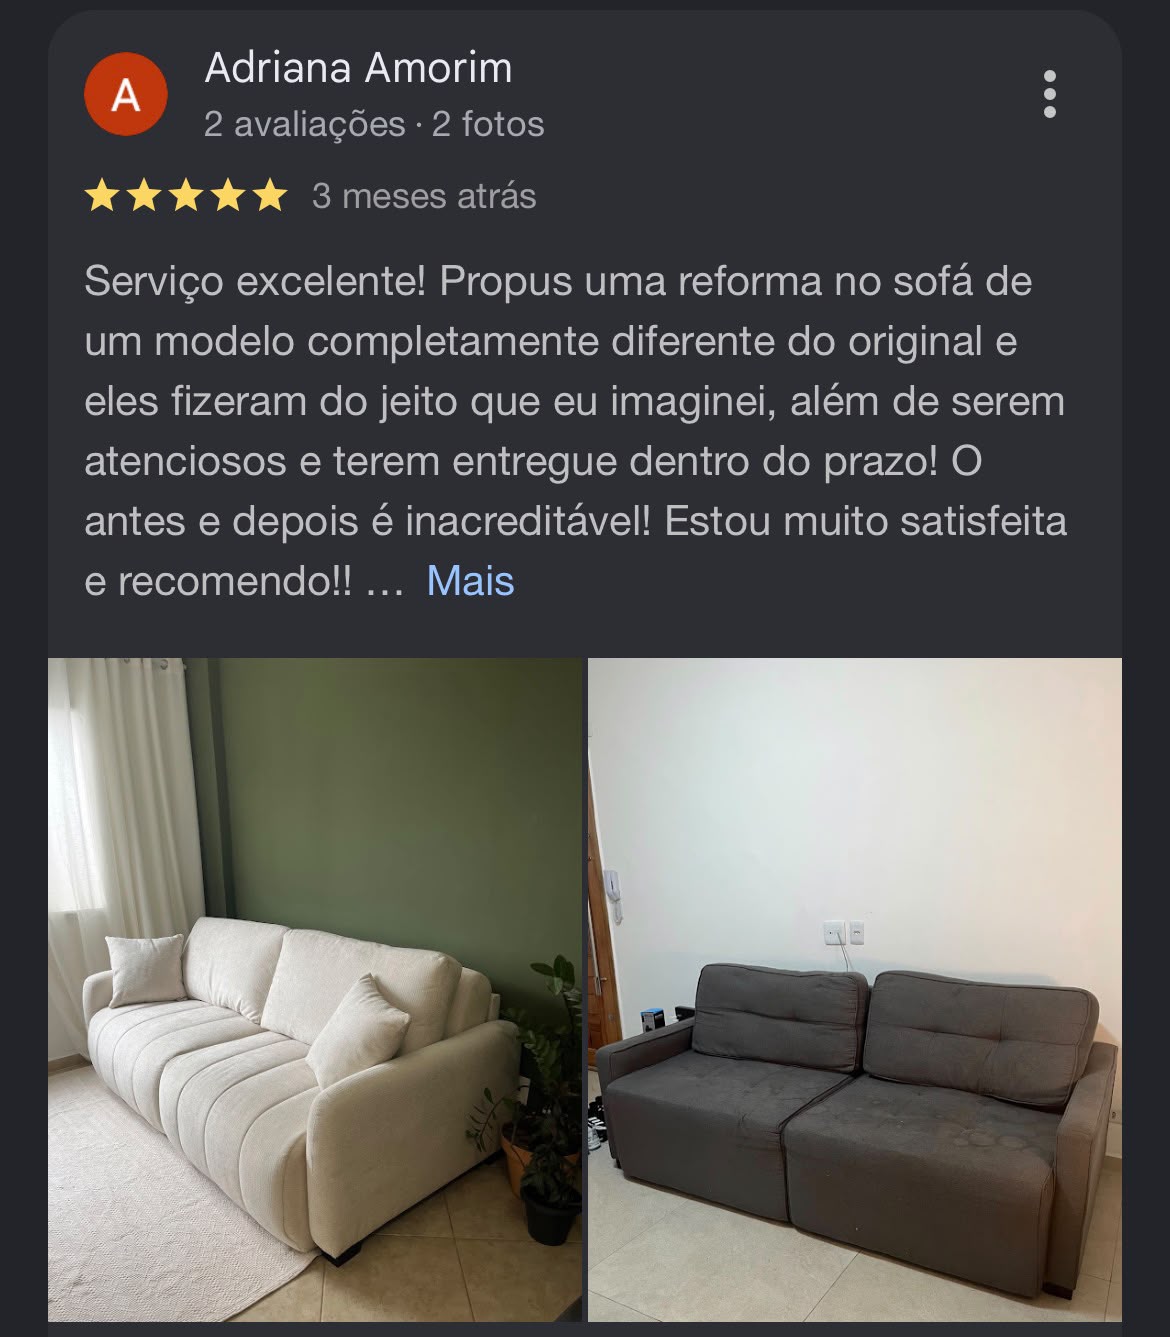 A
Adriana Amorim
2 avaliações · 2 fotos
3 meses atrás
Serviço excelente! Propus uma reforma no sofá de
um modelo completamente diferente do original e
eles fizeram do jeito que eu imaginei, além de serem
atenciosos e terem entregue dentro do prazo! O
antes e depois é inacreditável! Estou muito satisfeita
e recomendo!! ... Mais